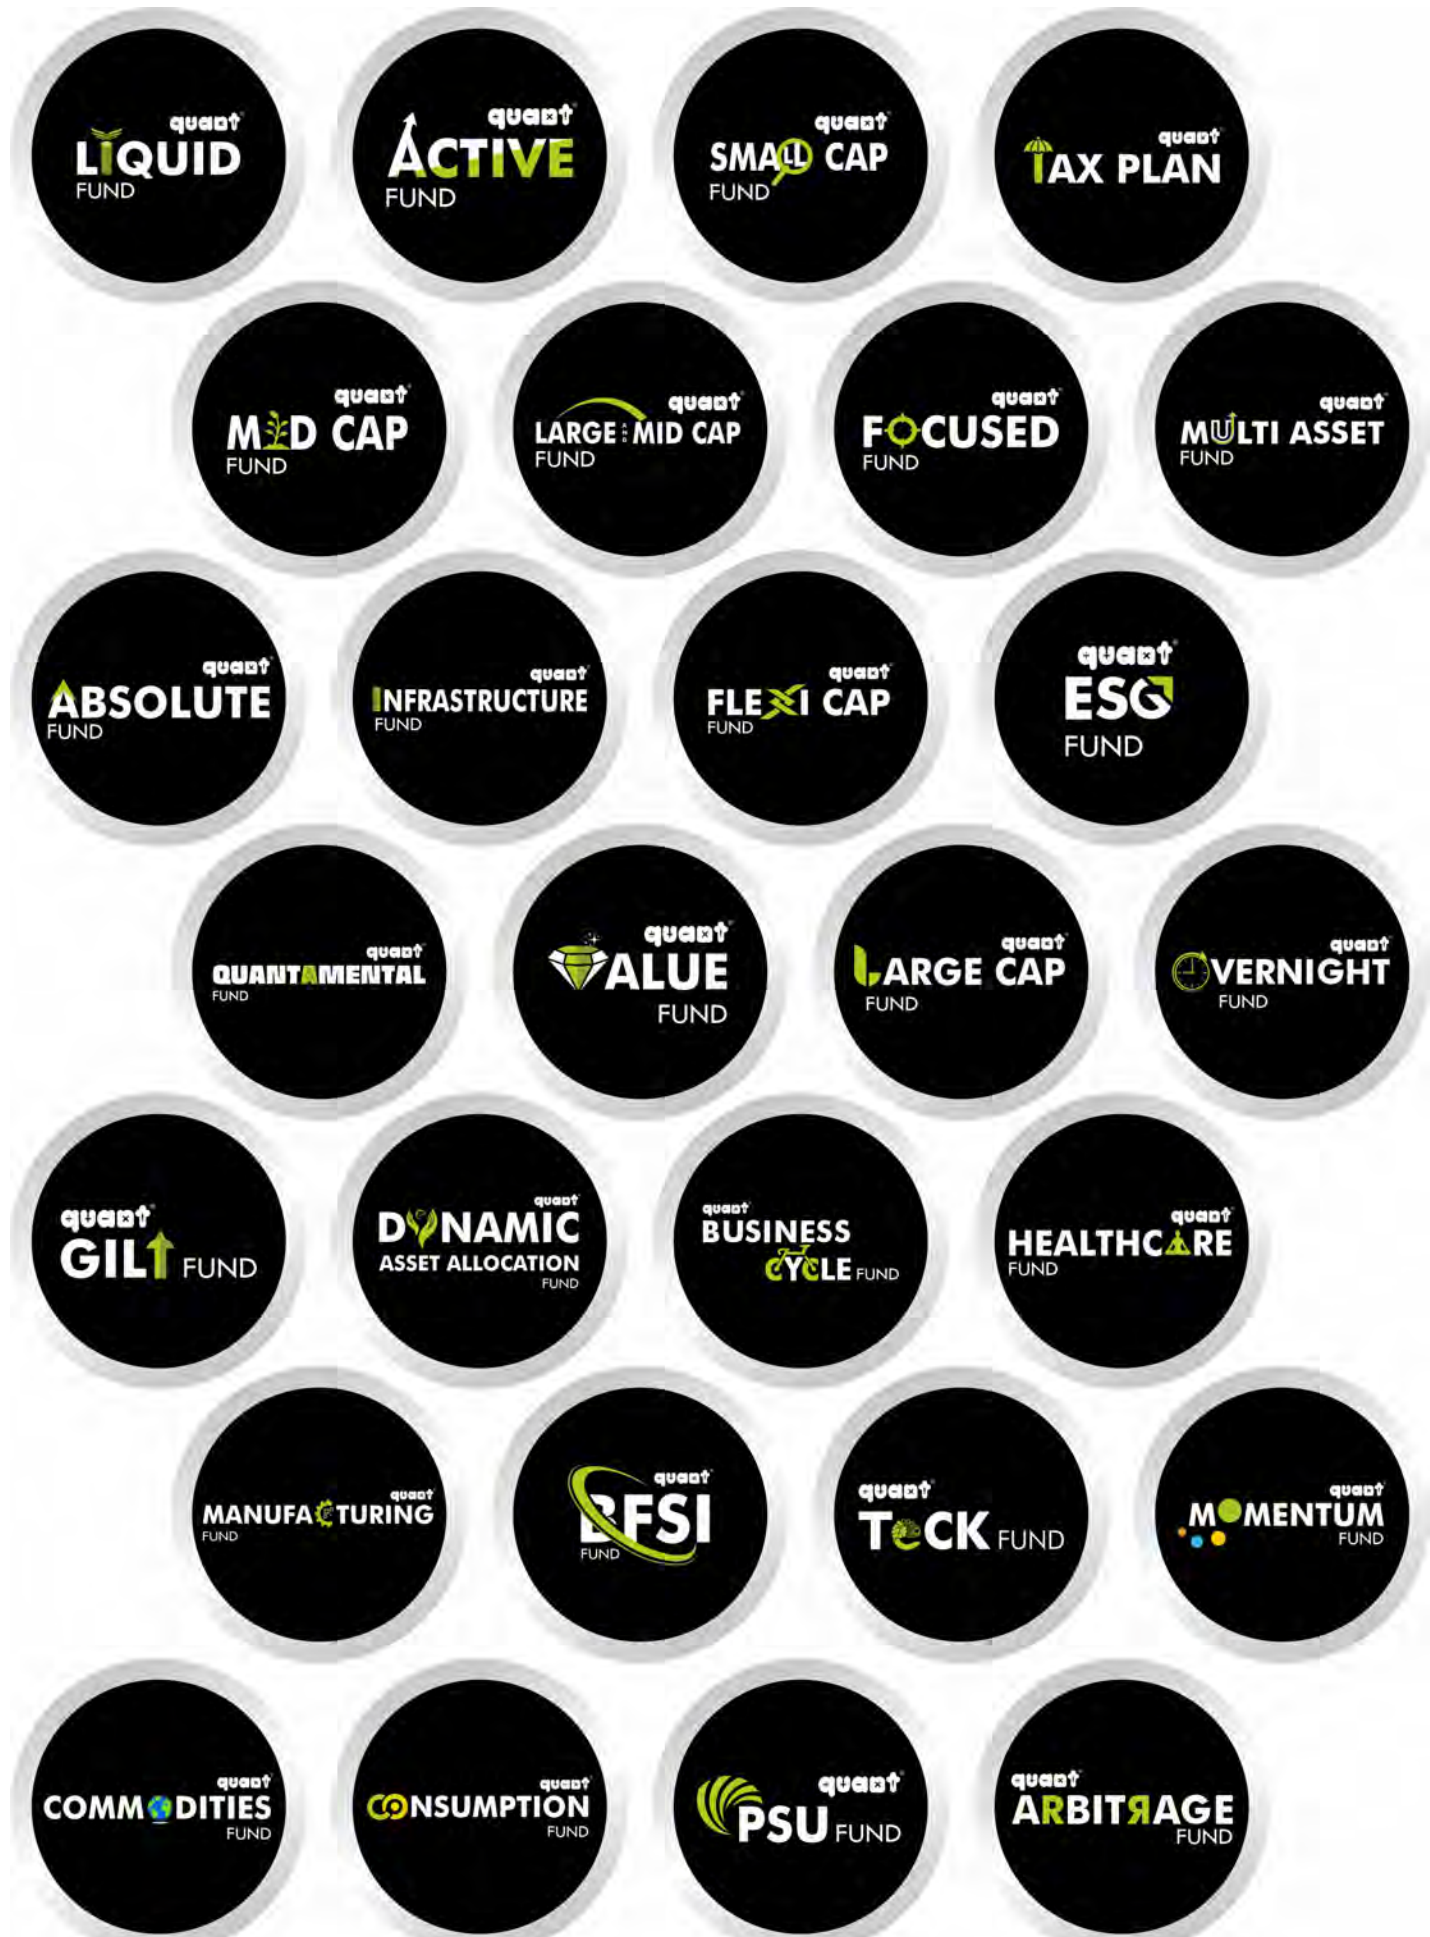 quant
LIQUID
FUND
quant
ACTIVE
FUND
quant
SMALL CAP
FUND
quant
TAX PLAN
quant
MID CAP
FUND
quant
LARGE AND MID CAP
FUND
quant
FOCUSED
FUND
quant
MULTI ASSET
FUND
quant
ABSOLUTE
FUND
quant
INFRASTRUCTURE
FUND
quant
FLEXI CAP
FUND
quant
ESG
FUND
quant
QUANTAMENTAL
FUND
quant
VALUE
FUND
quant
LARGE CAP
FUND
quant
OVERNIGHT
FUND
quant
GILT FUND
quant
DYNAMIC
ASSET ALLOCATION
FUND
quant
BUSINESS
CYCLE FUND
quant
HEALTHCARE
FUND
quant
MANUFACTURING
FUND
quant
BFSI
FUND
quant
TeCK FUND
quant
MOMENTUM
FUND
quant
COMMODITIES
FUND
quant
CONSUMPTION
FUND
quant
PSU FUND
quant
ARBITRAGE
FUND